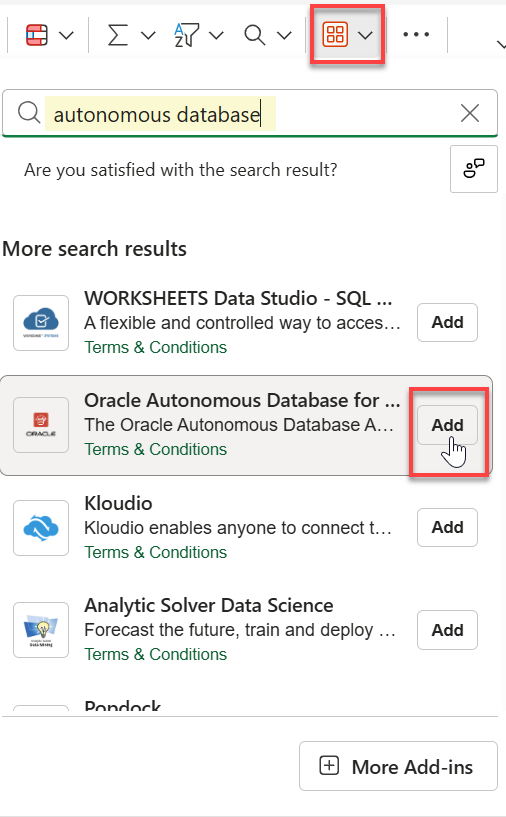 autonomous database
Are you satisfied with the search result?
More search results
WORKSHEETS Data Studio - SQL ...
A flexible and controlled way to acces...
Add
Terms & Conditions
Oracle Autonomous Database for ...
The Oracle Autonomous Database A...
Add
ORACLE
Terms & Conditions
Kloudio
Kloudio enables anyone to connect t...
Add
Terms & Conditions
Analytic Solver Data Science
Forecast the future, train and deploy ...
Add
Terms & Conditions
Popdock
More Add-ins